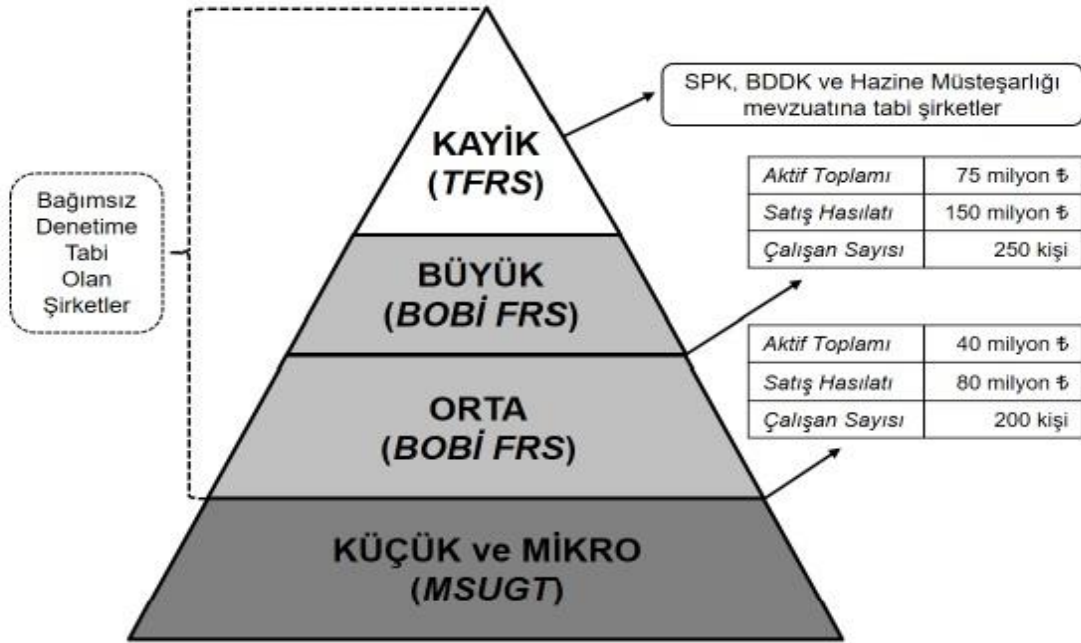 SPK, BDDK ve Hazine Müsteşarlığı
mevzuatına tabi şirketler
KAYİK
(TFRS)
Bağımsız
Denetime
Tabi
Olan
Şirketler
Aktif Toplamı 75 milyon ₺
Satış Hasılatı 150 milyon ₺
Çalışan Sayısı 250 kişi
BÜYÜK
(BOBİ FRS)
Aktif Toplamı 40 milyon ₺
Satış Hasılatı 80 milyon ₺
Çalışan Sayısı 200 kişi
ORTA
(BOBİ FRS)
KÜÇÜK ve MİKRO
(MSUGT)